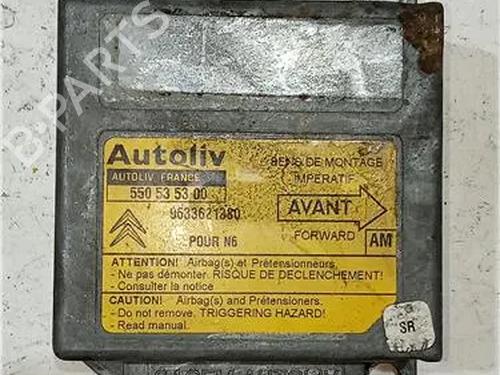 B-PARTS
Autoliv
AUTOLIV FRANCE
550 53 53 00
9633621380
POUR N6
SENS DE MONTAGE
IMPERATIF
AVANT
FORWARD
AM
ATTENTION! Airbag(s) et Prétensionneurs.
- Ne pas démonter. RISQUE DE DECLENCHEMENT!
- Consulter la notice
CAUTION! Airbag(s) and Prétensioners.
- Do not remove. TRIGGERING HAZARD!
- Read manual.
SR